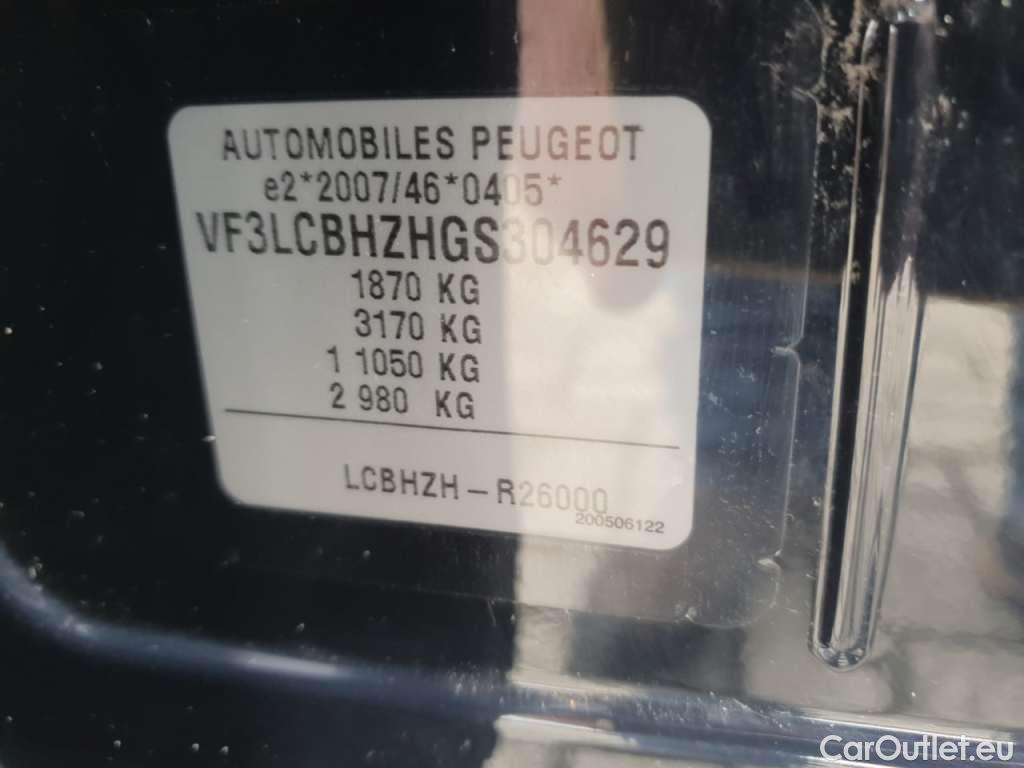 AUTOMOBILES PEUGEOT
e2*2007/46*0405*
VF3LCBHZHGS304629
1870 KG
3170 KG
1 1050 KG
2 980 KG
LCBHZH-R26000
200506122
CarOutlet.eu